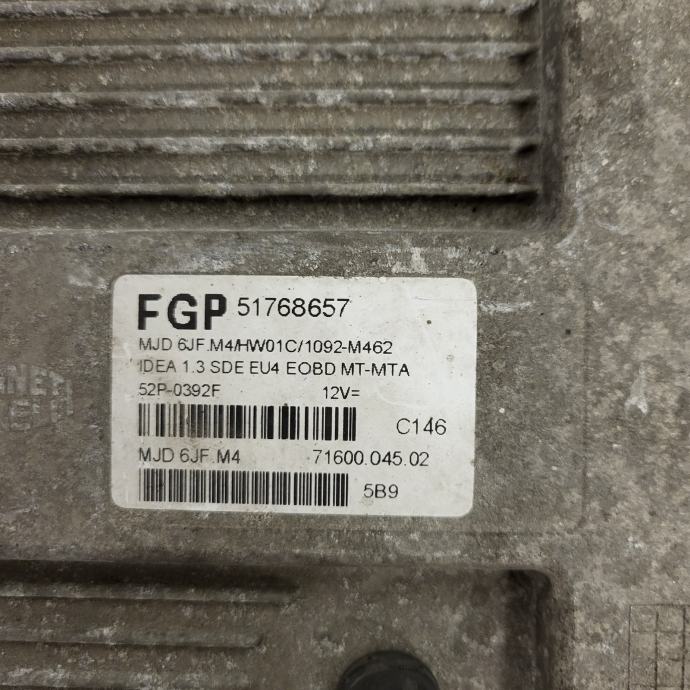 FGP 51768657
MJD 6JF.M4/HW01C/1092-M462
IDEA 1.3 SDE EU4 EOBD MT-MTA
52P-0392F 12V=
C146
MJD 6JF.M4 71600.045.02
5B9